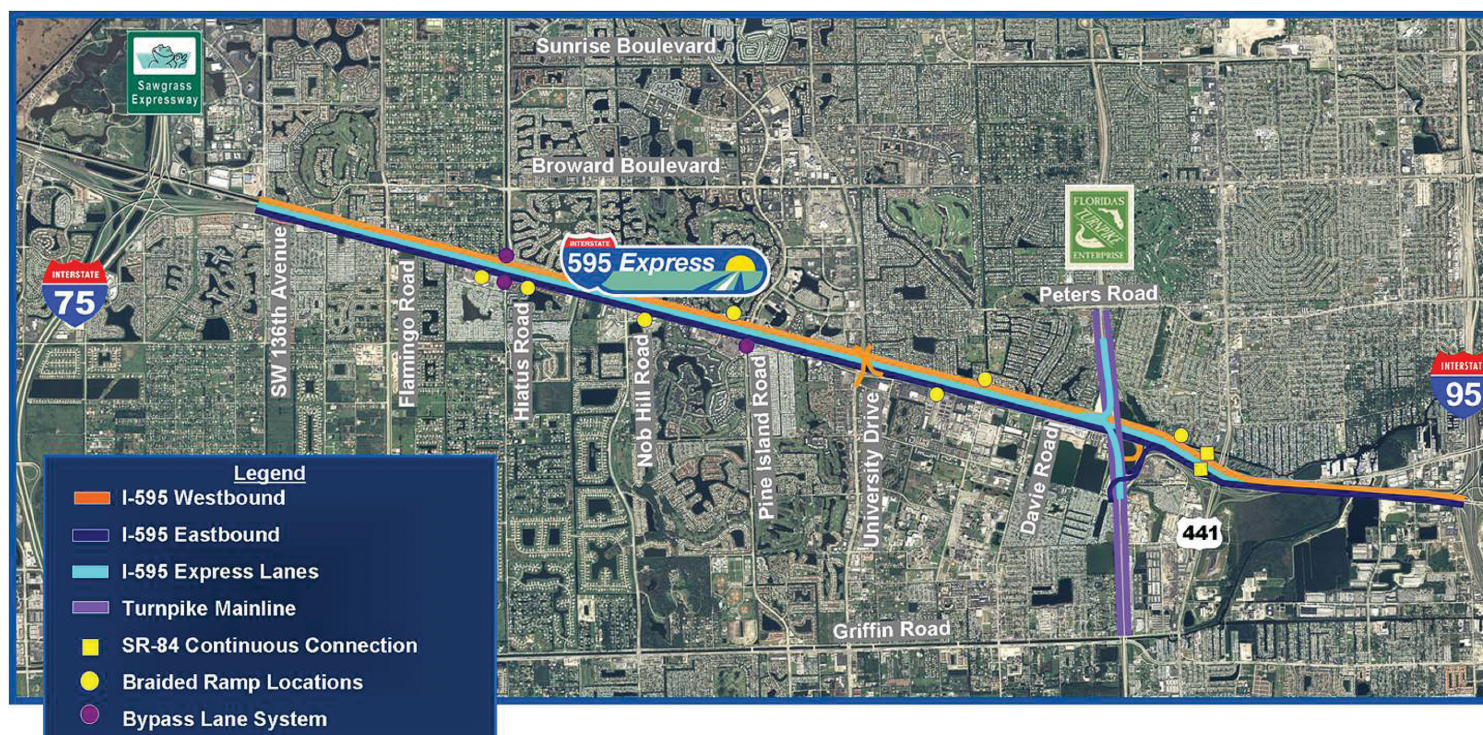 Sunrise Boulevard
Sawgrass
Expressway
Broward Boulevard
FLORIDA'S
TURNPIKE
ENTERPRISE
INTERSTATE
595 Express
INTERSTATE
75
SW 136th Avenue
Flamingo Road
Hiatus Road
Nob Hill Road
Pine Island Road
University Drive
Davie Road
Peters Road
INTERSTATE
95
441
Griffin Road
Legend
I-595 Westbound
I-595 Eastbound
I-595 Express Lanes
Turnpike Mainline
SR-84 Continuous Connection
Braided Ramp Locations
Bypass Lane System